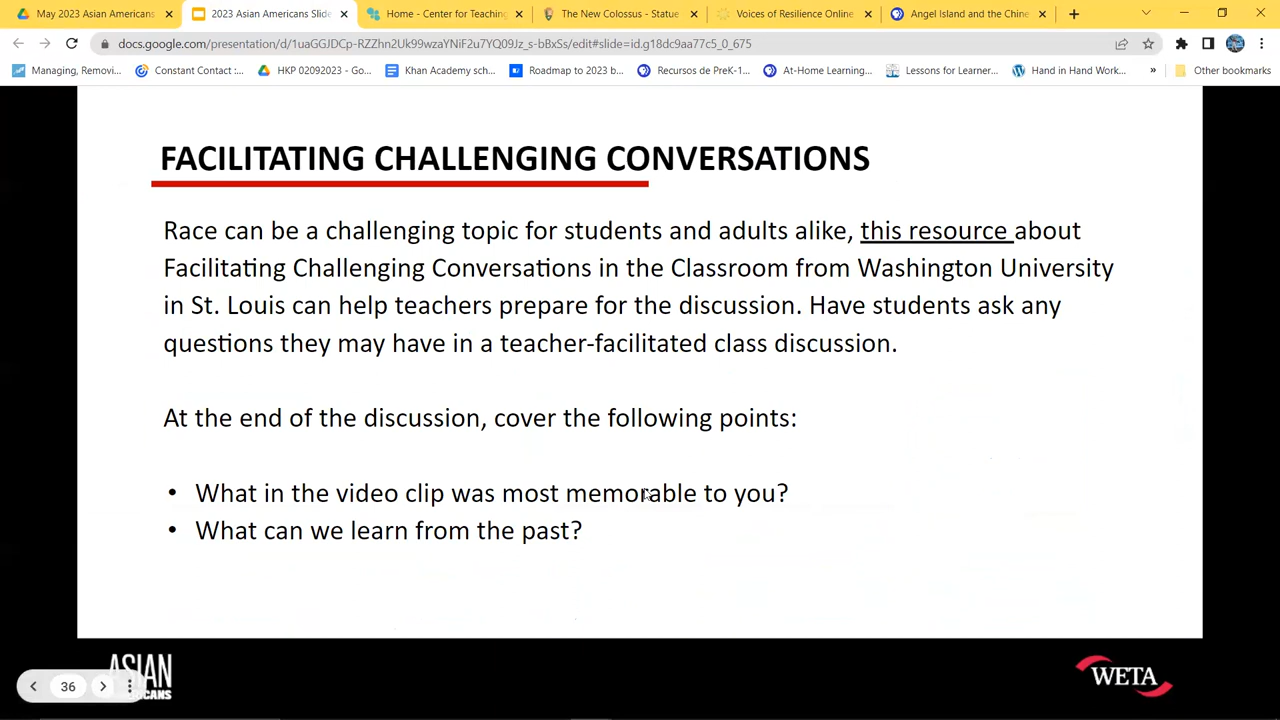 May 2023 Asian Americans
2023 Asian Americans Slide
Home - Center for Teaching
The New Colossus - Statue
Voices of Resilience Online
Angel Island and the Chine
docs.google.com/presentation/d/1uaGGJDCp-RZZhn2Uk99wzaYNiF2u7YQ0Hz_s-bBxSs/edit#slide=id.g18dc9aa77c5_0_675
Managing, Removi...
Constant Contact :...
HKP 02092023 - Go...
Khan Academy sch...
Roadmap to 2023 b...
Recursos de PreK-1...
At-Home Learning...
Lessons for Learner...
Hand in Hand Work...
»
Other bookmarks
FACILITATING CHALLENGING CONVERSATIONS
Race can be a challenging topic for students and adults alike, this resource about
Facilitating Challenging Conversations in the Classroom from Washington University
in St. Louis can help teachers prepare for the discussion. Have students ask any
questions they may have in a teacher-facilitated class discussion.
At the end of the discussion, cover the following points:
• What in the video clip was most memorable to you?
• What can we learn from the past?
36
ASIAN
WETA